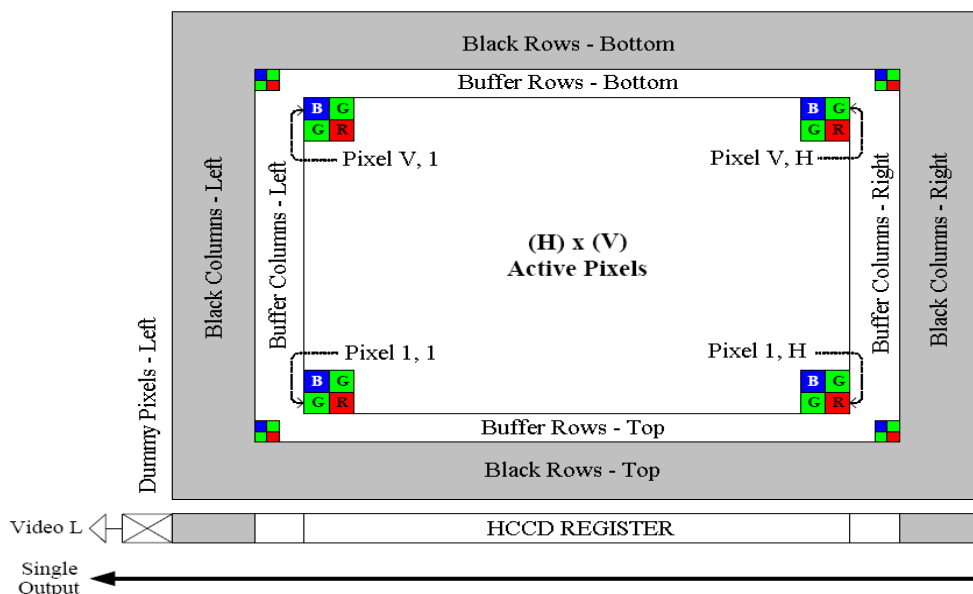 Black Rows - Bottom
Buffer Rows - Bottom
B G
G R
B G
G R
Pixel V, 1
Pixel V, H
Black Columns - Left
Buffer Columns - Left
(H) x (V)
Active Pixels
Buffer Columns - Right
Black Columns - Right
Dummy Pixels - Left
Pixel 1, 1
Pixel 1, H
B G
G R
B G
G R
Buffer Rows - Top
Black Rows - Top
Video L
HCCD REGISTER
Single
Output